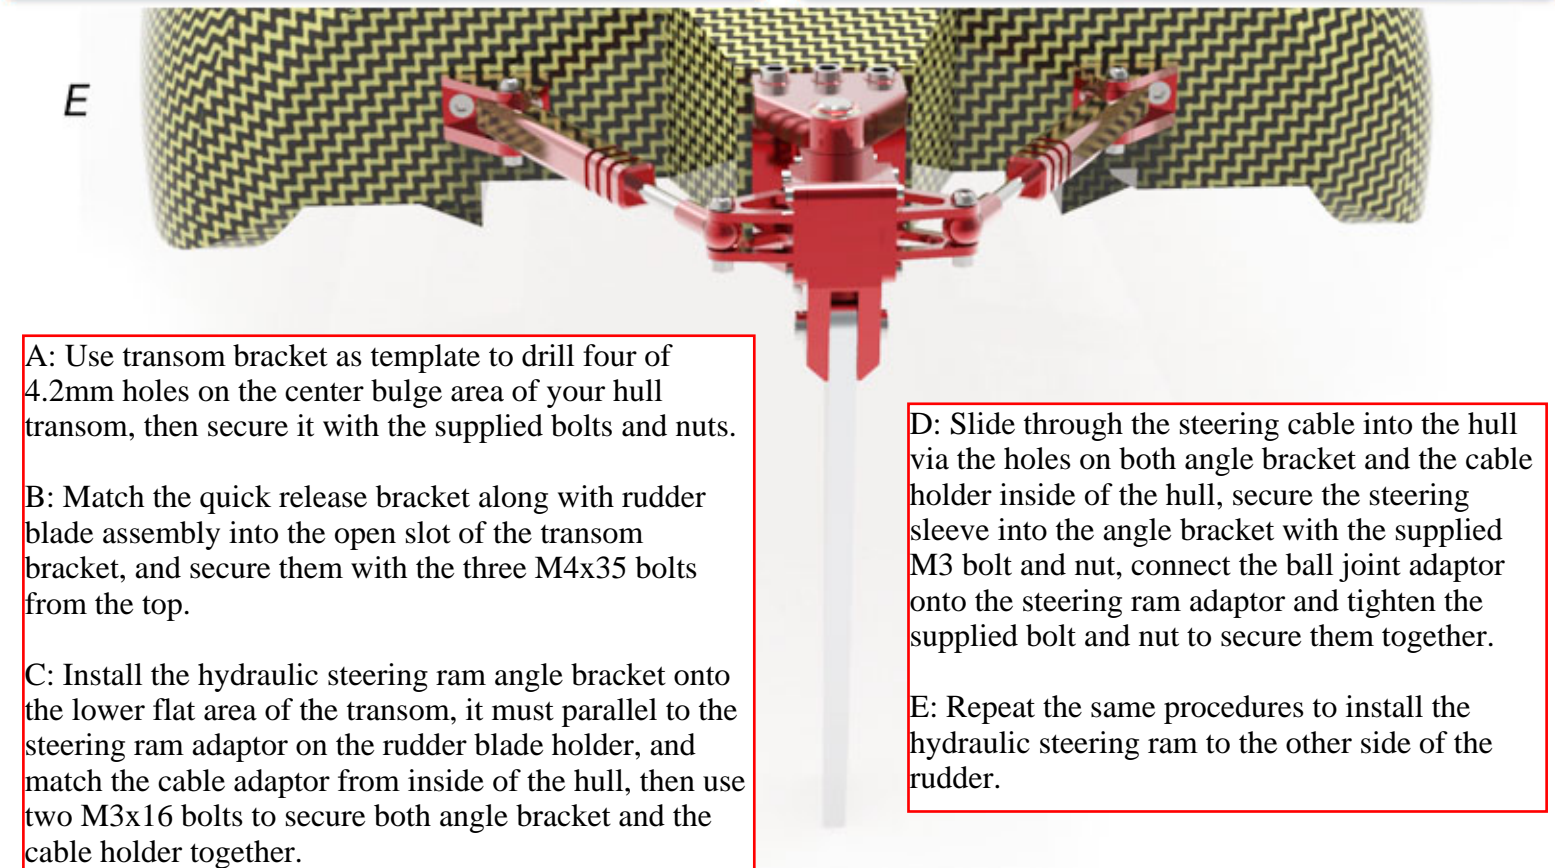 E
A: Use transom bracket as template to drill four of
4.2mm holes on the center bulge area of your hull
transom, then secure it with the supplied bolts and nuts.
B: Match the quick release bracket along with rudder
blade assembly into the open slot of the transom
bracket, and secure them with the three M4x35 bolts
from the top.
C: Install the hydraulic steering ram angle bracket onto
the lower flat area of the transom, it must parallel to the
steering ram adaptor on the rudder blade holder, and
match the cable adaptor from inside of the hull, then use
two M3x16 bolts to secure both angle bracket and the
cable holder together.
D: Slide through the steering cable into the hull
via the holes on both angle bracket and the cable
holder inside of the hull, secure the steering
sleeve into the angle bracket with the supplied
M3 bolt and nut, connect the ball joint adaptor
onto the steering ram adaptor and tighten the
supplied bolt and nut to secure them together.
E: Repeat the same procedures to install the
hydraulic steering ram to the other side of the
rudder.